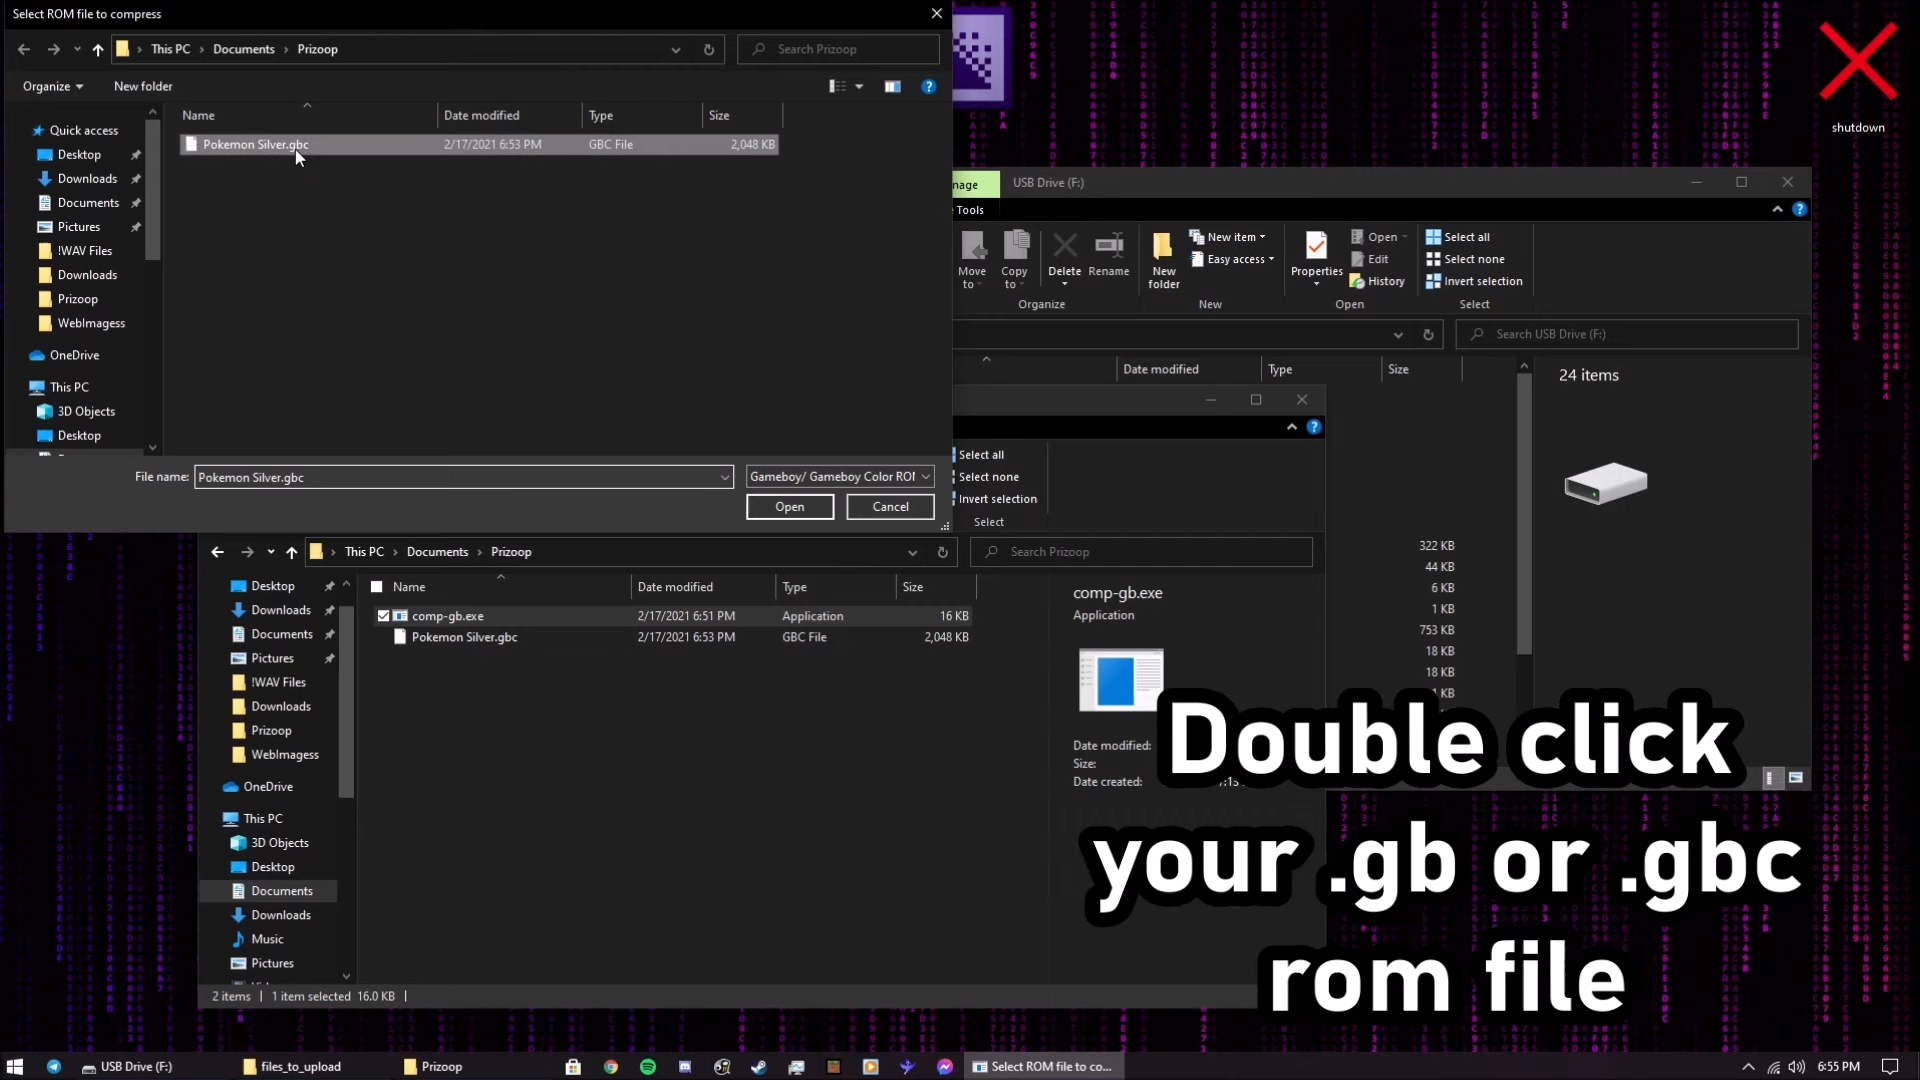 Select ROM file to compress
This PC › Documents › Prizoop
Search Prizoop
Organize
New folder
Name
Date modified
Type
Size
Pokemon Silver.gbc
2/17/2021 6:53 PM
GBC File
2,048 KB
Quick access
Desktop
Downloads
Documents
Pictures
!WAV Files
Downloads
Prizoop
WebImagess
OneDrive
This PC
3D Objects
Desktop
File name:
Pokemon Silver.gbc
Gameboy/ Gameboy Color ROM
Open
Cancel
shutdown
nage
USB Drive (F:)
Tools
Move to
Copy to
Delete
Rename
Organize
New folder
New item
Easy access
New
Properties
Open
Edit
History
Open
Select all
Select none
Invert selection
Select
Search USB Drive (F:)
Date modified
Type
Size
24 items
322 KB
44 KB
6 KB
1 KB
753 KB
18 KB
18 KB
1 KB
Select all
Select none
Invert selection
Select
This PC › Documents › Prizoop
Search Prizoop
Name
Date modified
Type
Size
comp-gb.exe
2/17/2021 6:51 PM
Application
16 KB
Pokemon Silver.gbc
2/17/2021 6:53 PM
GBC File
2,048 KB
Desktop
Downloads
Documents
Pictures
!WAV Files
Downloads
Prizoop
WebImagess
OneDrive
This PC
3D Objects
Desktop
Documents
Downloads
Music
Pictures
comp-gb.exe
Application
Date modified:
Size:
Date created:
2 items
1 item selected 16.0 KB
Double click
your .gb or .gbc
rom file
USB Drive (F:)
files_to_upload
Prizoop
Select ROM file to co...
6:55 PM